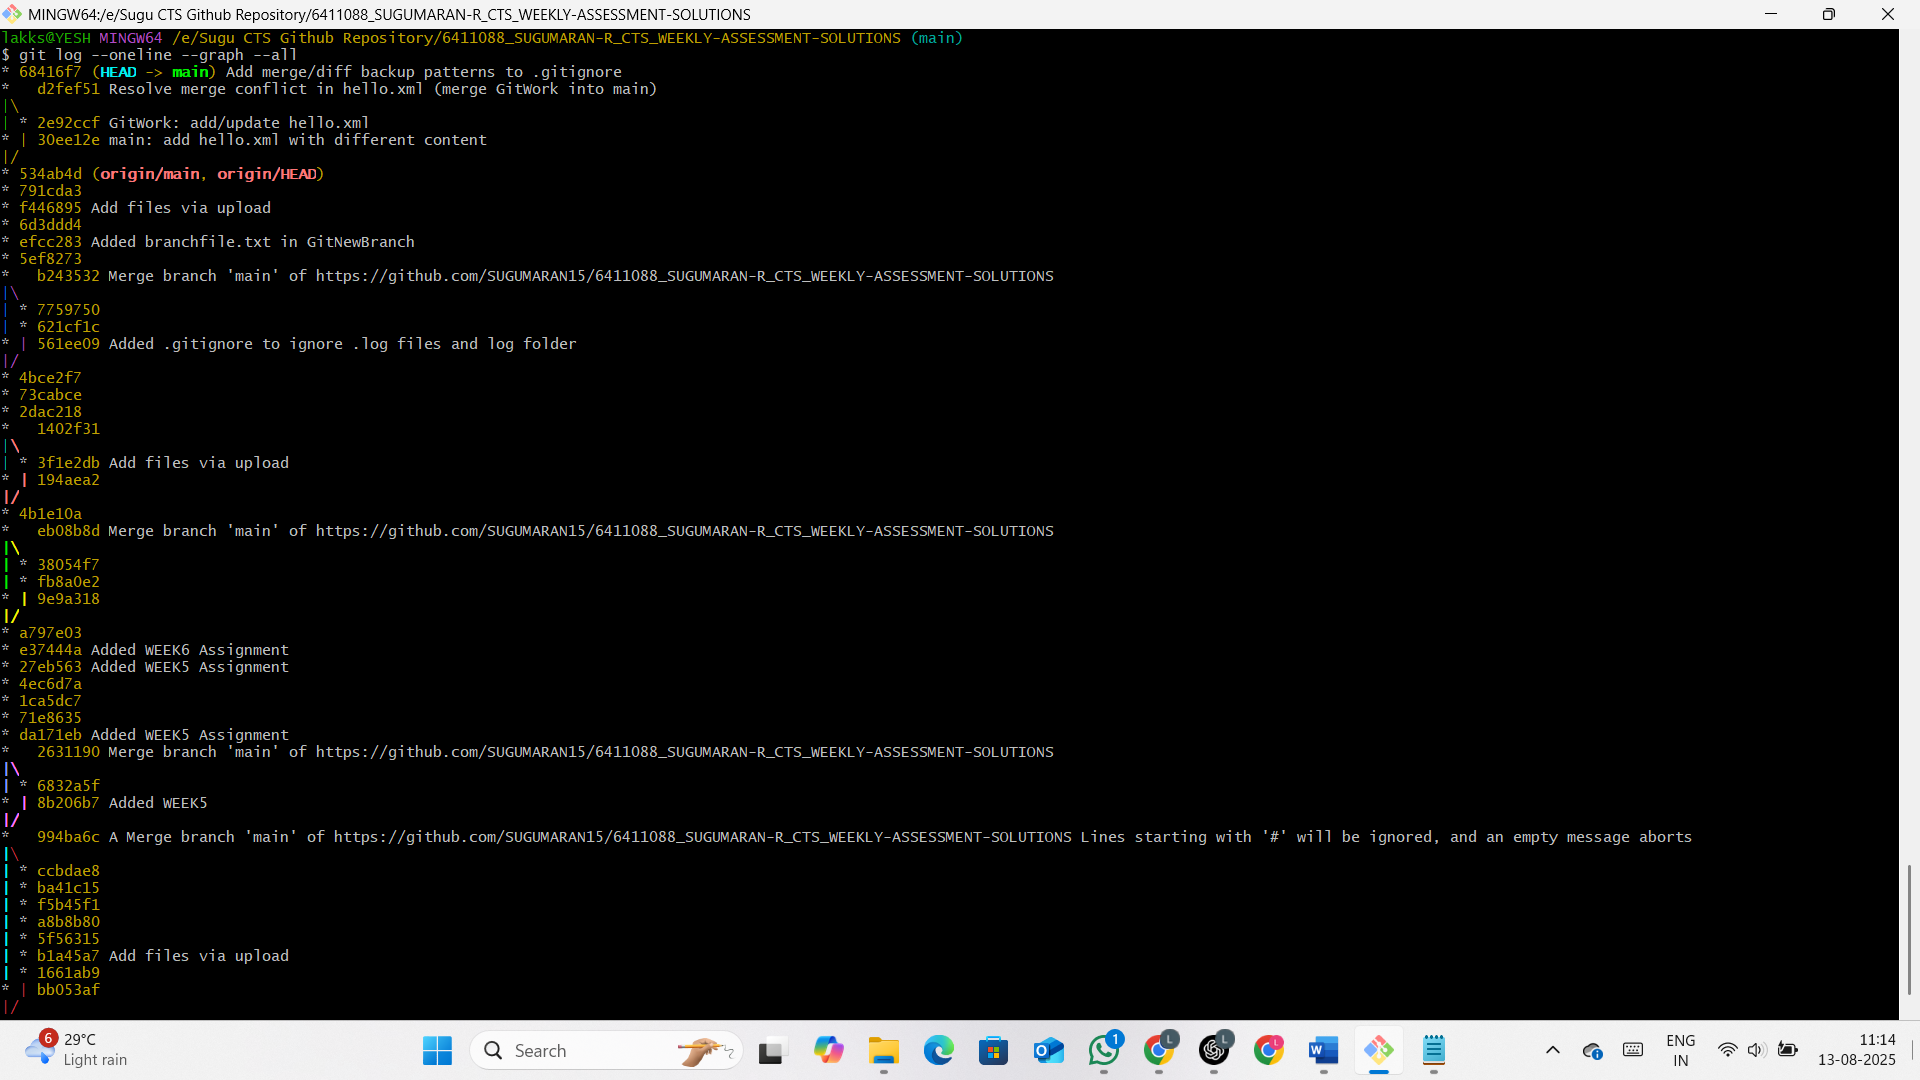 MINGW64:/e/Sugu CTS Github Repository/6411088_SUGUMARAN-R_CTS_WEEKLY-ASSESSMENT-SOLUTIONS
lakks@YESH MINGW64 /e/Sugu CTS Github Repository/6411088_SUGUMARAN-R_CTS_WEEKLY-ASSESSMENT-SOLUTIONS (main)
$ git log --oneline --graph --all
* 68416f7 (HEAD -> main) Add merge/diff backup patterns to .gitignore
*   d2fef51 Resolve merge conflict in hello.xml (merge GitWork into main)
|\
| * 2e92ccf GitWork: add/update hello.xml
* | 30ee12e main: add hello.xml with different content
|/
* 534ab4d (origin/main, origin/HEAD)
* 791cda3
* f446895 Add files via upload
* 6d3ddd4
* efcc283 Added branchfile.txt in GitNewBranch
* 5ef8273
*   b243532 Merge branch 'main' of https://github.com/SUGUMARAN15/6411088_SUGUMARAN-R_CTS_WEEKLY-ASSESSMENT-SOLUTIONS
|\
| * 7759750
| * 621cf1c
* | 561ee09 Added .gitignore to ignore .log files and log folder
|/
* 4bce2f7
* 73cabce
* 2dac218
*   1402f31
|\
| * 3f1e2db Add files via upload
* | 194aea2
|/
* 4b1e10a
*   eb08b8d Merge branch 'main' of https://github.com/SUGUMARAN15/6411088_SUGUMARAN-R_CTS_WEEKLY-ASSESSMENT-SOLUTIONS
|\
| * 38054f7
| * fb8a0e2
* | 9e9a318
|/
* a797e03
* e37444a Added WEEK6 Assignment
* 27eb563 Added WEEK5 Assignment
* 4ec6d7a
* 1ca5dc7
* 71e8635
* da171eb Added WEEK5 Assignment
*   2631190 Merge branch 'main' of https://github.com/SUGUMARAN15/6411088_SUGUMARAN-R_CTS_WEEKLY-ASSESSMENT-SOLUTIONS
|\
| * 6832a5f
* | 8b206b7 Added WEEK5
|/
*   994ba6c A Merge branch 'main' of https://github.com/SUGUMARAN15/6411088_SUGUMARAN-R_CTS_WEEKLY-ASSESSMENT-SOLUTIONS Lines starting with '#' will be ignored, and an empty message aborts
|\
| * ccbdae8
| * ba41c15
| * f5b45f1
| * a8b8b80
| * 5f56315
| * b1a45a7 Add files via upload
| * 1661ab9
* | bb053af
|/
6
29°C
Light rain
Search
1
L
L
L
W
ENG
IN
11:14
13-08-2025